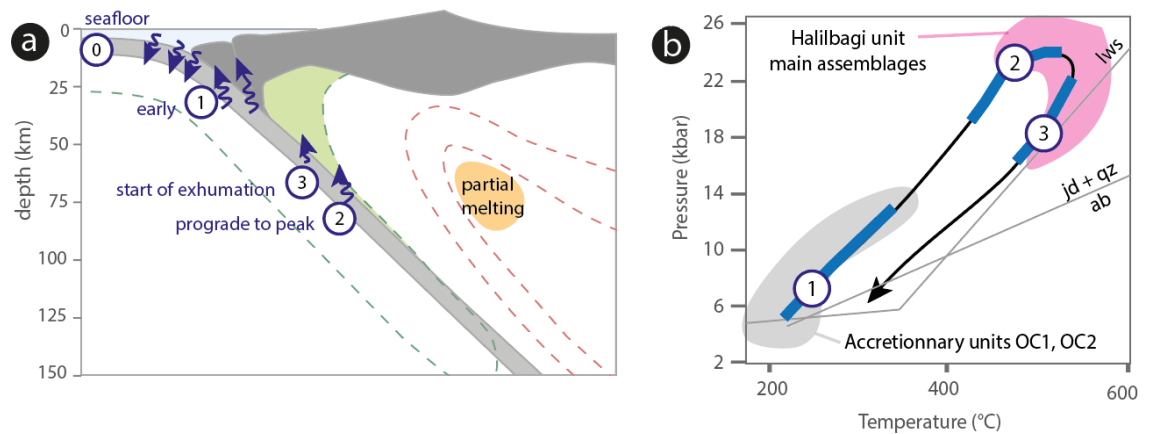 a
seafloor
0
0
25
50
75
100
125
150
depth (km)
early
1
start of exhumation
3
prograde to peak
2
partial
melting
b
26
22
18
14
10
6
2
Pressure (kbar)
Halilbagi unit
main assemblages
2
lws
3
jd + qz
ab
1
Accretionnary units OC1, OC2
200
400
600
Temperature (°C)